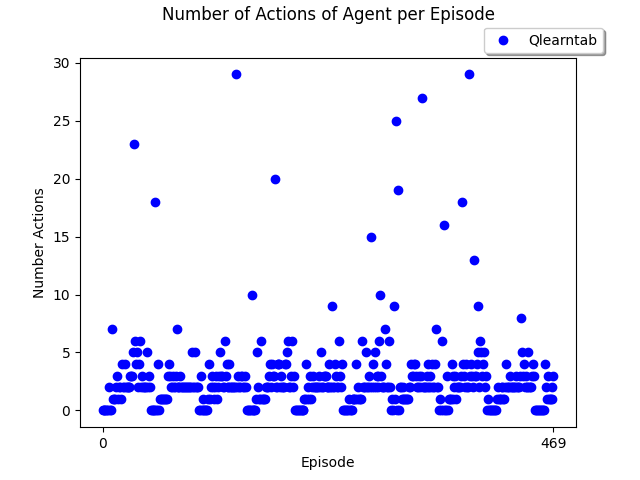 Number of Actions of Agent per Episode
Qlearntab
30
25
20
15
10
5
0
Number Actions
0
469
Episode